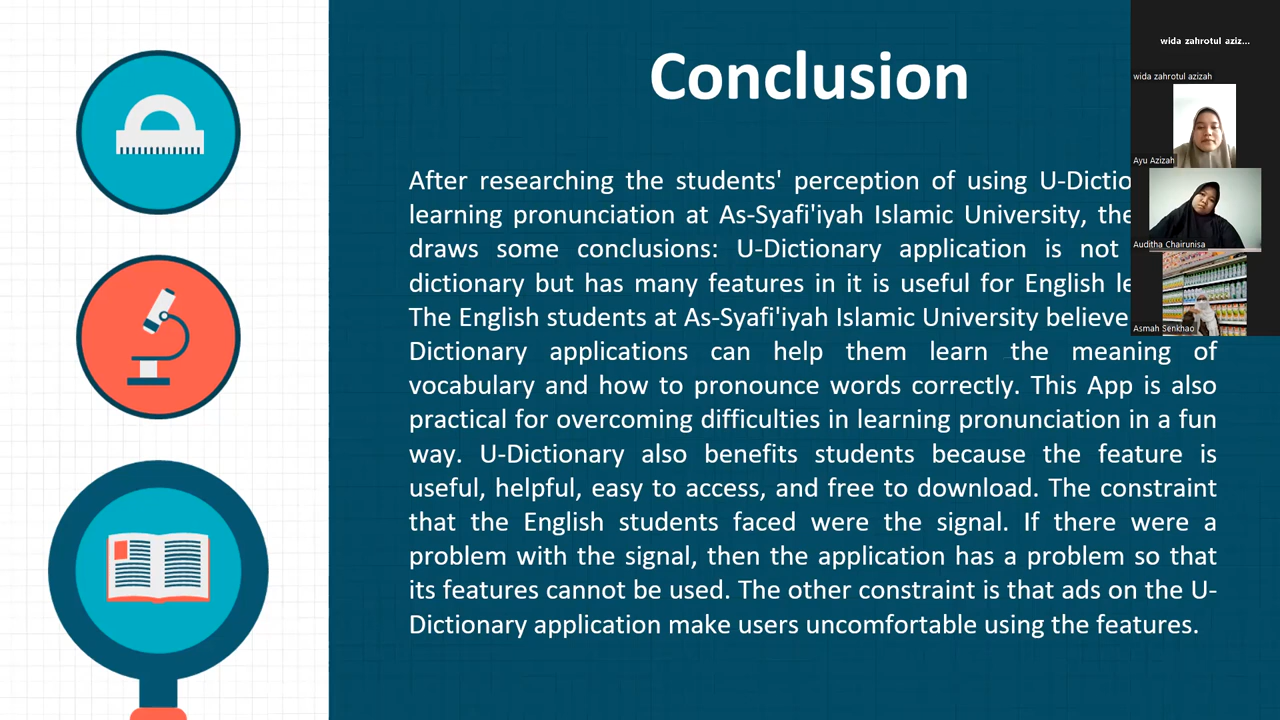 Conclusion
After researching the students' perception of using
learning pronunciation at As-Syafi'iyah Islamic University,
draws some conclusions: U-Dictionary application is not
dictionary but has many features in it is useful for English
The English students at As-Syafi'iyah Islamic University believe
Dictionary applications can help them learn the meaning of
vocabulary and how to pronounce words correctly. This App is also
practical for overcoming difficulties in learning pronunciation in a fun
way. U-Dictionary also benefits students because the feature is
useful, helpful, easy to access, and free to download. The constraint
that the English students faced were the signal. If there were a
problem with the signal, then the application has a problem so that
its features cannot be used. The other constraint is that ads on the U-
Dictionary application make users uncomfortable using the features.
wida zahrotul aziz...
wida zahrotul azizah
Ayu Azizah
Auditha Chairunisa
Asmah Senkhao